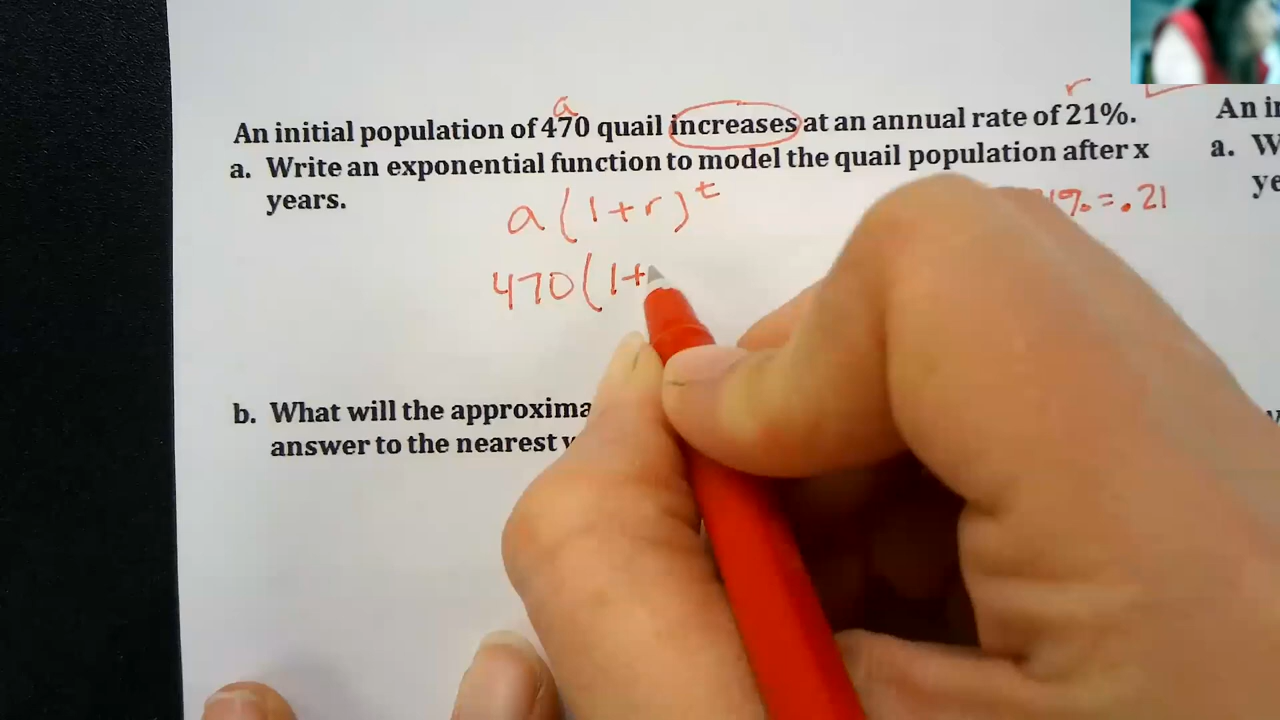 a r
An initial population of 470 quail increases at an annual rate of 21%.
a. Write an exponential function to model the quail population after x
years.
a(1+r)^t
% = .21
470(1+
b. What will the approxima
answer to the nearest
An i
a. W
ye